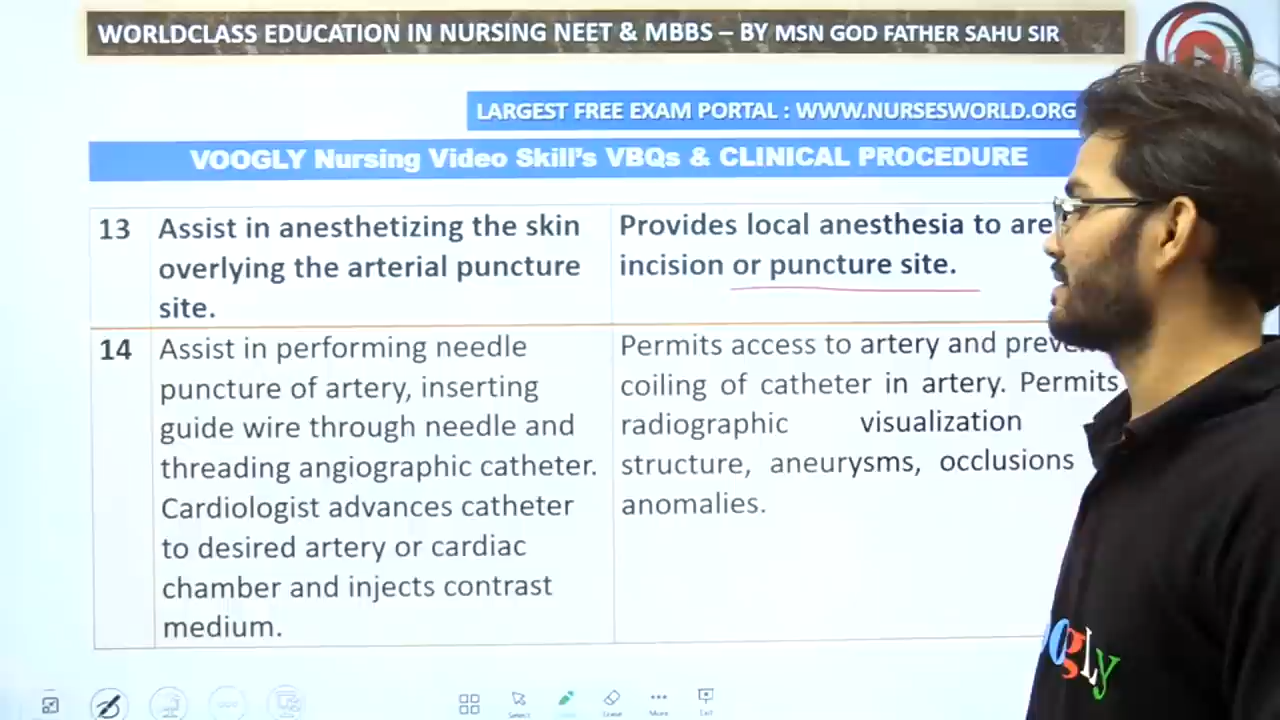 WORLDCLASS EDUCATION IN NURSING NEET & MBBS – BY MSN GOD FATHER SAHU SIR
LARGEST FREE EXAM PORTAL : WWW.NURSESWORLD.ORG
VOOGLY Nursing Video Skill's VBQs & CLINICAL PROCEDURE
13
Assist in anesthetizing the skin
overlying the arterial puncture
site.
Provides local anesthesia to
incision or puncture site.
14
Assist in performing needle
puncture of artery, inserting
guide wire through needle and
threading angiographic catheter.
Cardiologist advances catheter
to desired artery or cardiac
chamber and injects contrast
medium.
Permits access to artery and
coiling of catheter in artery. Permits
radiographic visualization
structure, aneurysms, occlusions
anomalies.
Select
More
Exit